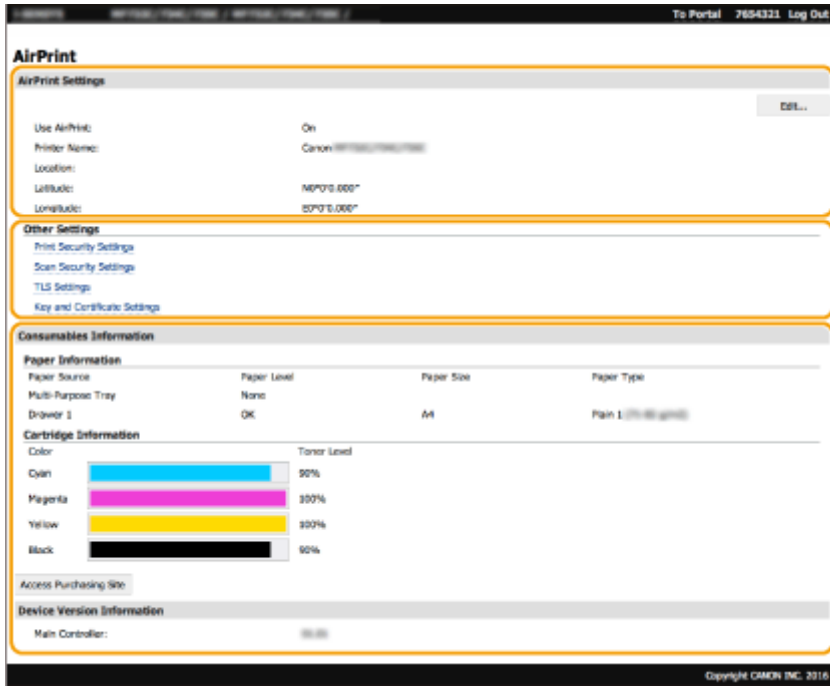 To Portal 7654321 Log Out
AirPrint
AirPrint Settings
Edit...
Use AirPrint: On
Printer Name: Canon
Location:
Latitude: N0°0'0.000"
Longitude: E0°0'0.000"
Other Settings
Print Security Settings
Scan Security Settings
TLS Settings
Key and Certificate Settings
Consumables Information
Paper Information
Paper Source Paper Level Paper Size Paper Type
Multi-Purpose Tray None
Drawer 1 OK A4 Plain 1
Cartridge Information
Color Toner Level
Cyan 90%
Magenta 100%
Yellow 100%
Black 90%
Access Purchasing Site
Device Version Information
Main Controller:
Copyright CANON INC. 2016